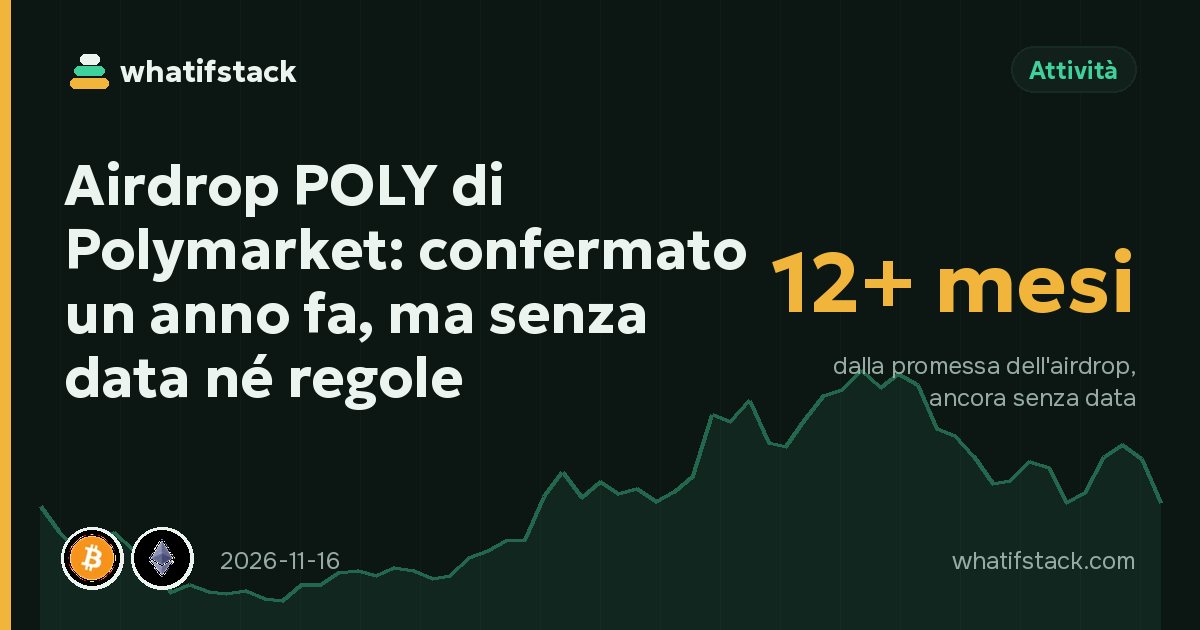 whatifstack
Attività
Airdrop POLY di
Polymarket: confermato
un anno fa, ma senza
data né regole
12+ mesi
dalla promessa dell'airdrop,
ancora senza data
2026-11-16
whatifstack.com